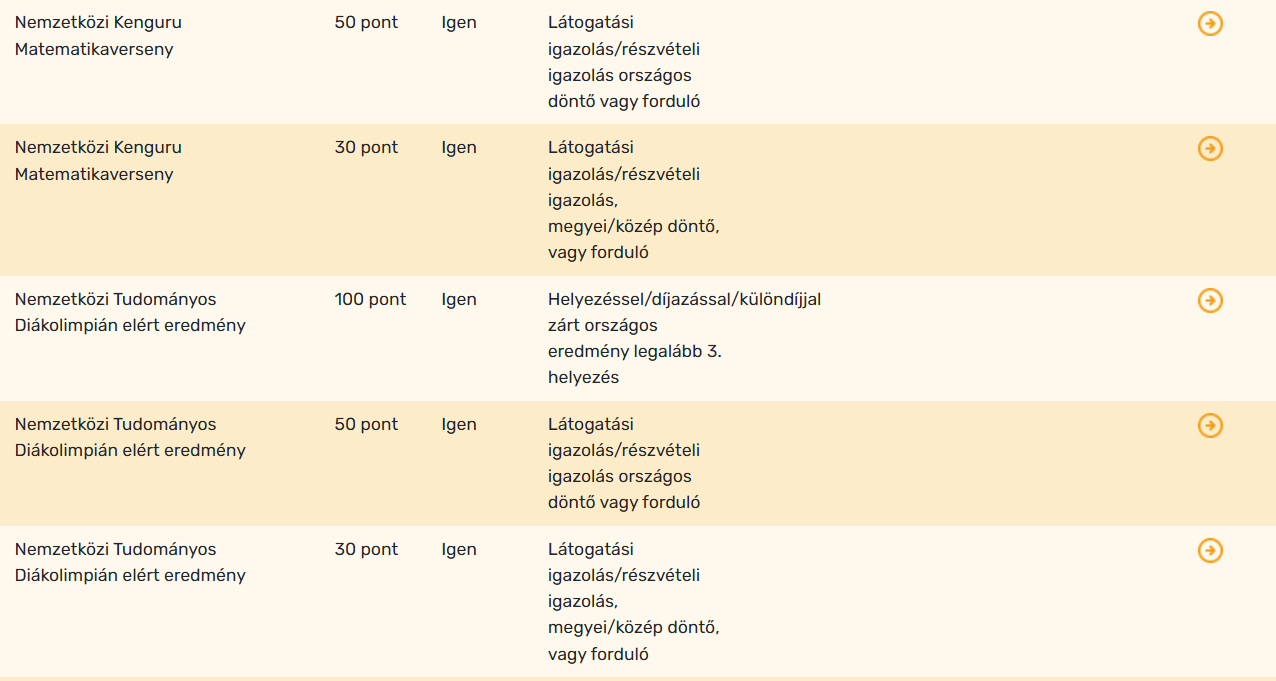 Nemzetközi Kenguru
Matematikaverseny
50 pont
Igen
Látogatási
igazolás/részvételi
igazolás országos
döntő vagy forduló
Nemzetközi Kenguru
Matematikaverseny
30 pont
Igen
Látogatási
igazolás/részvételi
igazolás,
megyei/közép döntő,
vagy forduló
Nemzetközi Tudományos
Diákolimpián elért eredmény
100 pont
Igen
Helyezéssel/díjazással/különdíjjal
zárt országos
eredmény legalább 3.
helyezés
Nemzetközi Tudományos
Diákolimpián elért eredmény
50 pont
Igen
Látogatási
igazolás/részvételi
igazolás országos
döntő vagy forduló
Nemzetközi Tudományos
Diákolimpián elért eredmény
30 pont
Igen
Látogatási
igazolás/részvételi
igazolás,
megyei/közép döntő,
vagy forduló